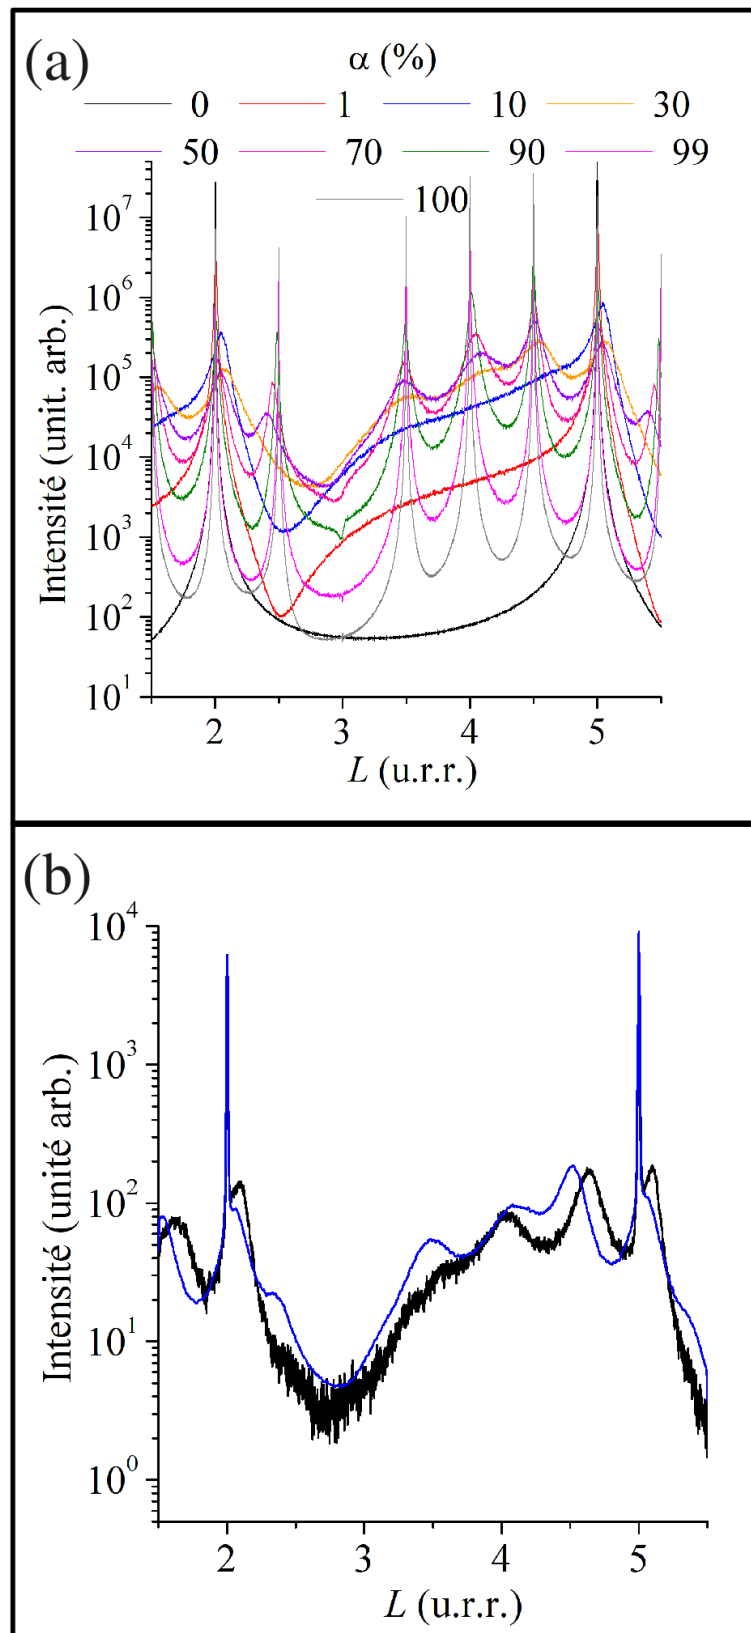 (a)
α (%)
0 1 10 30
50 70 90 99
100
10⁷
10⁶
10⁵
10⁴
10³
10²
10¹
Intensité (unit. arb.)
2 3 4 5
L (u.r.r.)
(b)
10⁴
10³
10²
10¹
10⁰
Intensité (unité arb.)
2 3 4 5
L (u.r.r.)